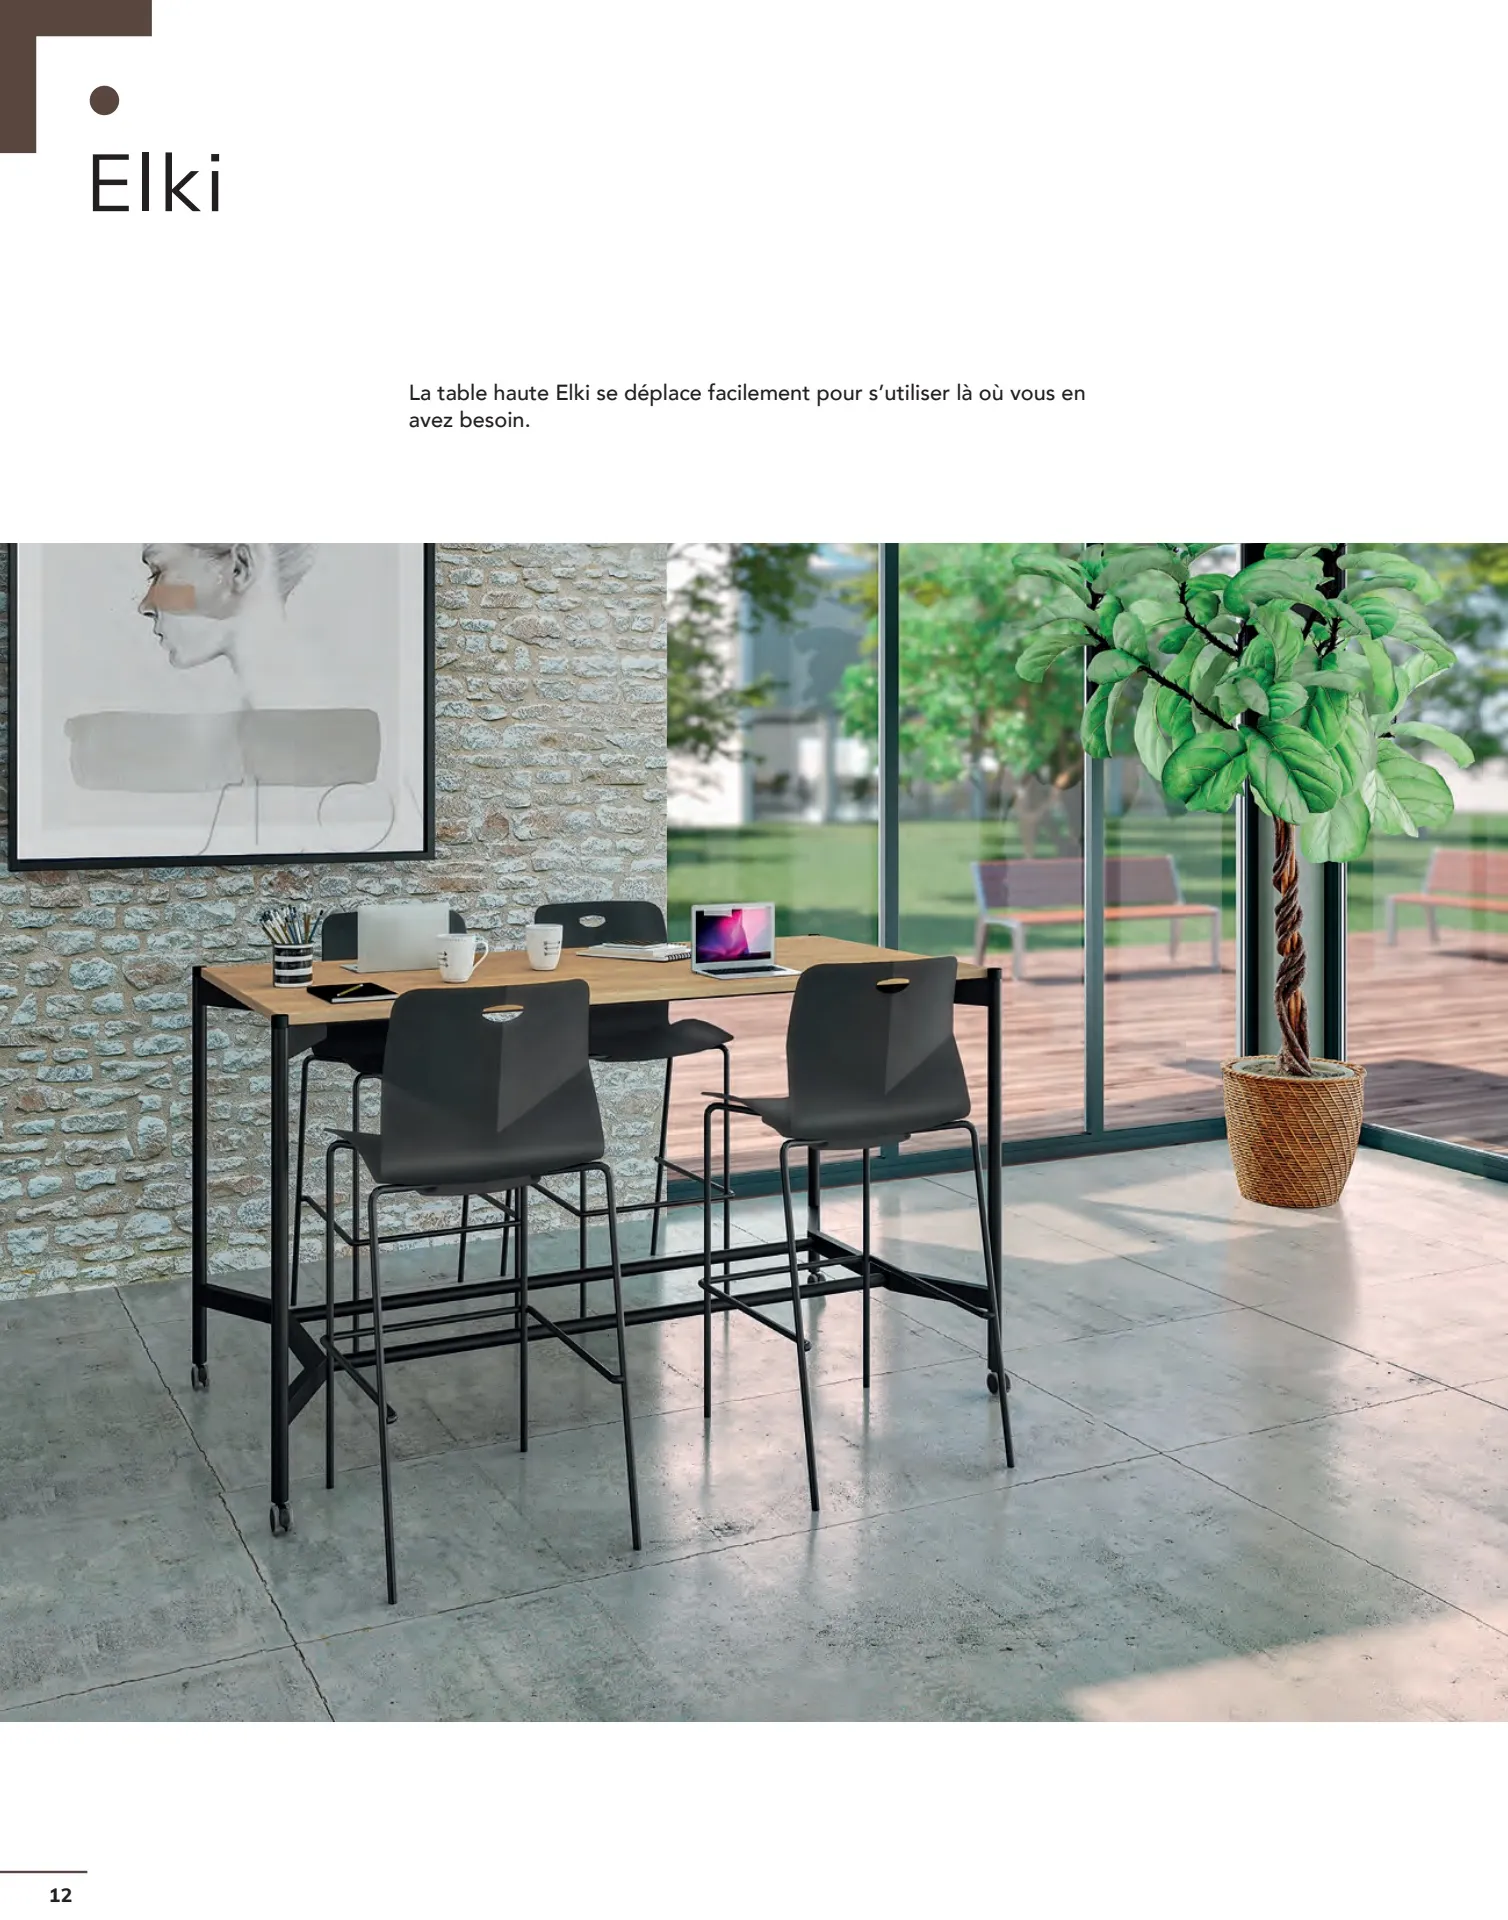 Elki
La table haute Elki se déplace facilement pour s’utiliser là où vous en
avez besoin.
12